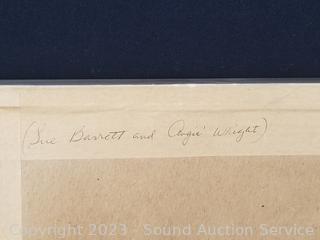 (Sue Barrett and Angie Wright)
Copyright 2023 - Sound Auction Service